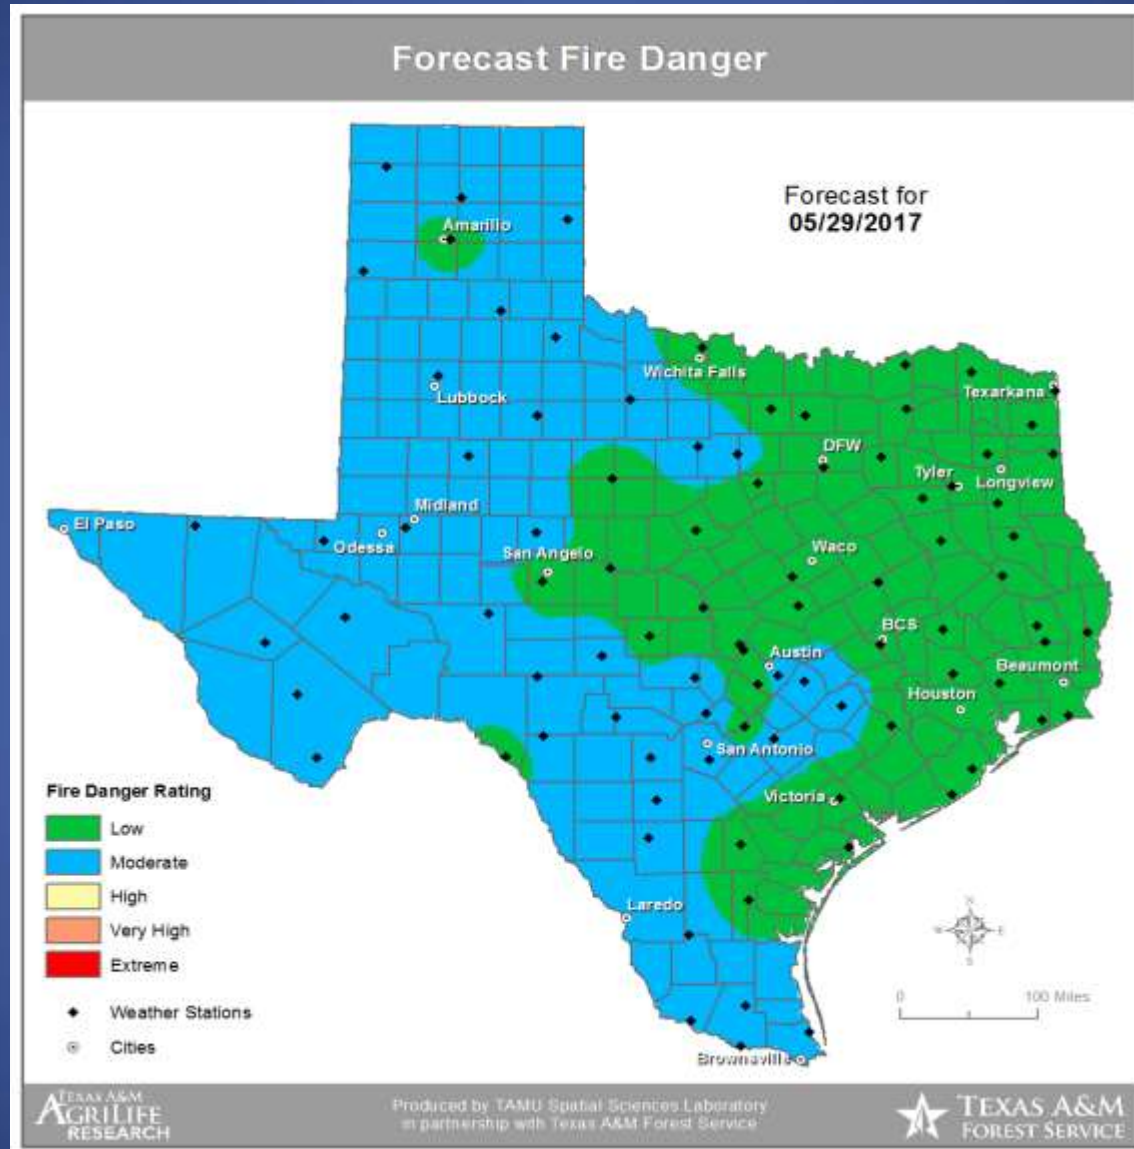 Forecast Fire Danger
Forecast for
05/29/2017
Amarillo
Wichita Falls
Texarkana
Lubbock
DFW
Tyler
Longview
El Paso
Midland
Odessa
San Angelo
Waco
BCS
Austin
Beaumont
Houston
San Antonio
Victoria
Laredo
Brownsville
Fire Danger Rating
Low
Moderate
High
Very High
Extreme
Weather Stations
Cities
N
W
E
S
0 100 Miles
TEXAS A&M
AGRILIFE
RESEARCH
Produced by TAMU Spatial Sciences Laboratory
in partnership with Texas A&M Forest Service
TEXAS A&M
FOREST SERVICE